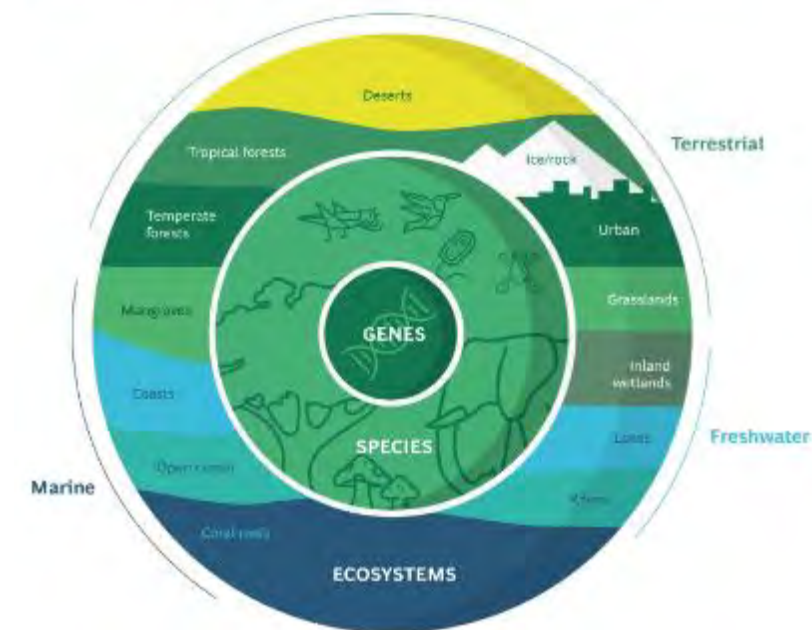 Deserts
Terrestrial
Tropical forests
Ice/rock
Temperate
forests
Urban
Mangroves
Grasslands
GENES
Inland
wetlands
Coasts
Lakes
Freshwater
SPECIES
Open ocean
Rivers
Marine
Coral reefs
ECOSYSTEMS